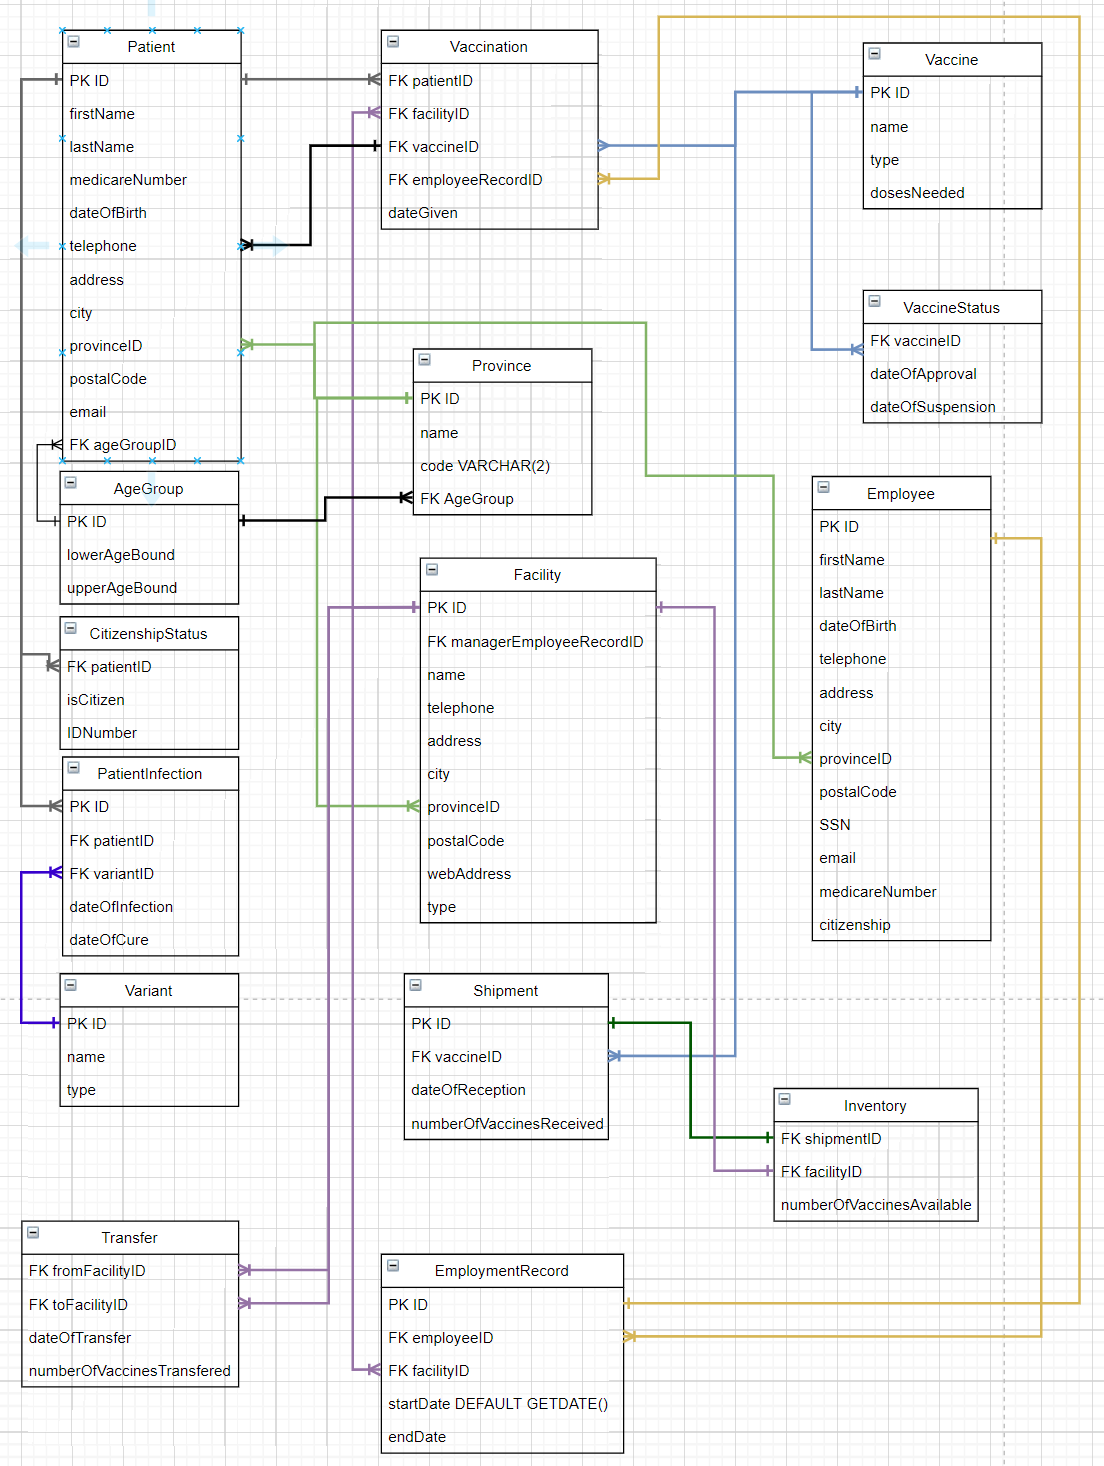 Patient
PK ID
firstName
lastName
medicareNumber
dateOfBirth
telephone
address
city
provinceID
postalCode
email
FK ageGroupID
AgeGroup
PK ID
lowerAgeBound
upperAgeBound
CitizenshipStatus
FK patientID
isCitizen
IDNumber
PatientInfection
PK ID
FK patientID
FK variantID
dateOfInfection
dateOfCure
Variant
PK ID
name
type
Transfer
FK fromFacilityID
FK toFacilityID
dateOfTransfer
numberOfVaccinesTransfered
Vaccination
FK patientID
FK facilityID
FK vaccineID
FK employeeRecordID
dateGiven
Province
PK ID
name
code VARCHAR(2)
FK AgeGroup
Facility
PK ID
FK managerEmployeeRecordID
name
telephone
address
city
provinceID
postalCode
webAddress
type
Shipment
PK ID
FK vaccineID
dateOfReception
numberOfVaccinesReceived
EmploymentRecord
PK ID
FK employeeID
FK facilityID
startDate DEFAULT GETDATE()
endDate
Vaccine
PK ID
name
type
dosesNeeded
VaccineStatus
FK vaccineID
dateOfApproval
dateOfSuspension
Employee
PK ID
firstName
lastName
dateOfBirth
telephone
address
city
provinceID
postalCode
SSN
email
medicareNumber
citizenship
Inventory
FK shipmentID
FK facilityID
numberOfVaccinesAvailable